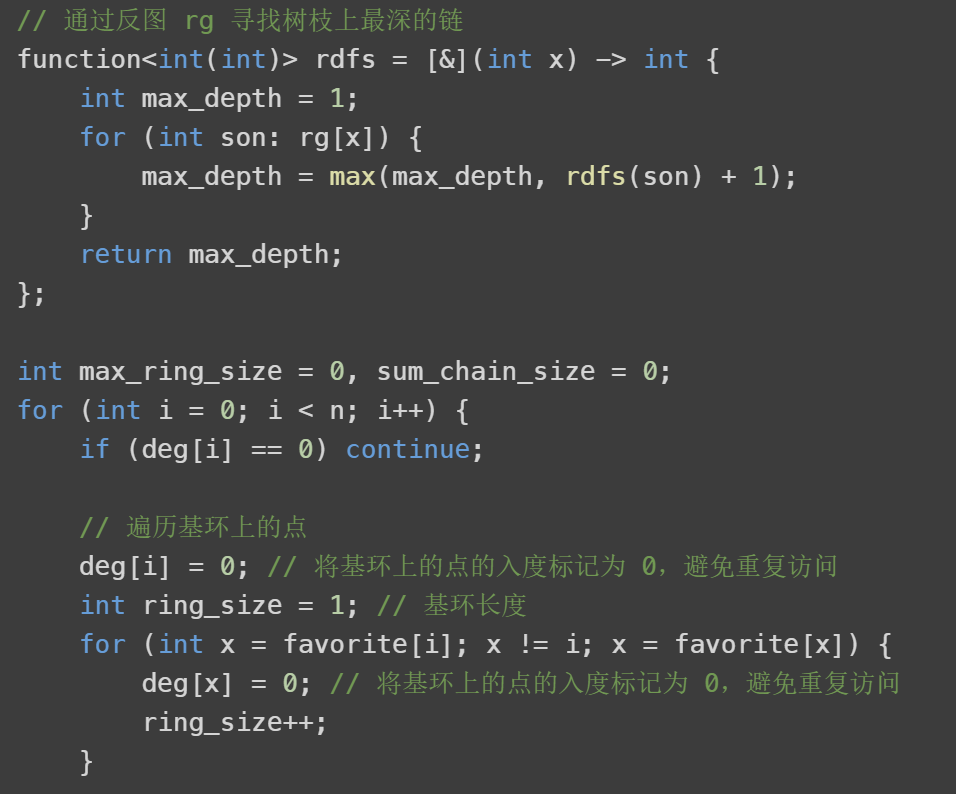 // 通过反图 rg 寻找树枝上最深的链
function<int(int)> rdfs = [&](int x) -> int {
    int max_depth = 1;
    for (int son: rg[x]) {
        max_depth = max(max_depth, rdfs(son) + 1);
    }
    return max_depth;
};

int max_ring_size = 0, sum_chain_size = 0;
for (int i = 0; i < n; i++) {
    if (deg[i] == 0) continue;

    // 遍历基环上的点
    deg[i] = 0; // 将基环上的点的入度标记为 0，避免重复访问
    int ring_size = 1; // 基环长度
    for (int x = favorite[i]; x != i; x = favorite[x]) {
        deg[x] = 0; // 将基环上的点的入度标记为 0，避免重复访问
        ring_size++;
    }